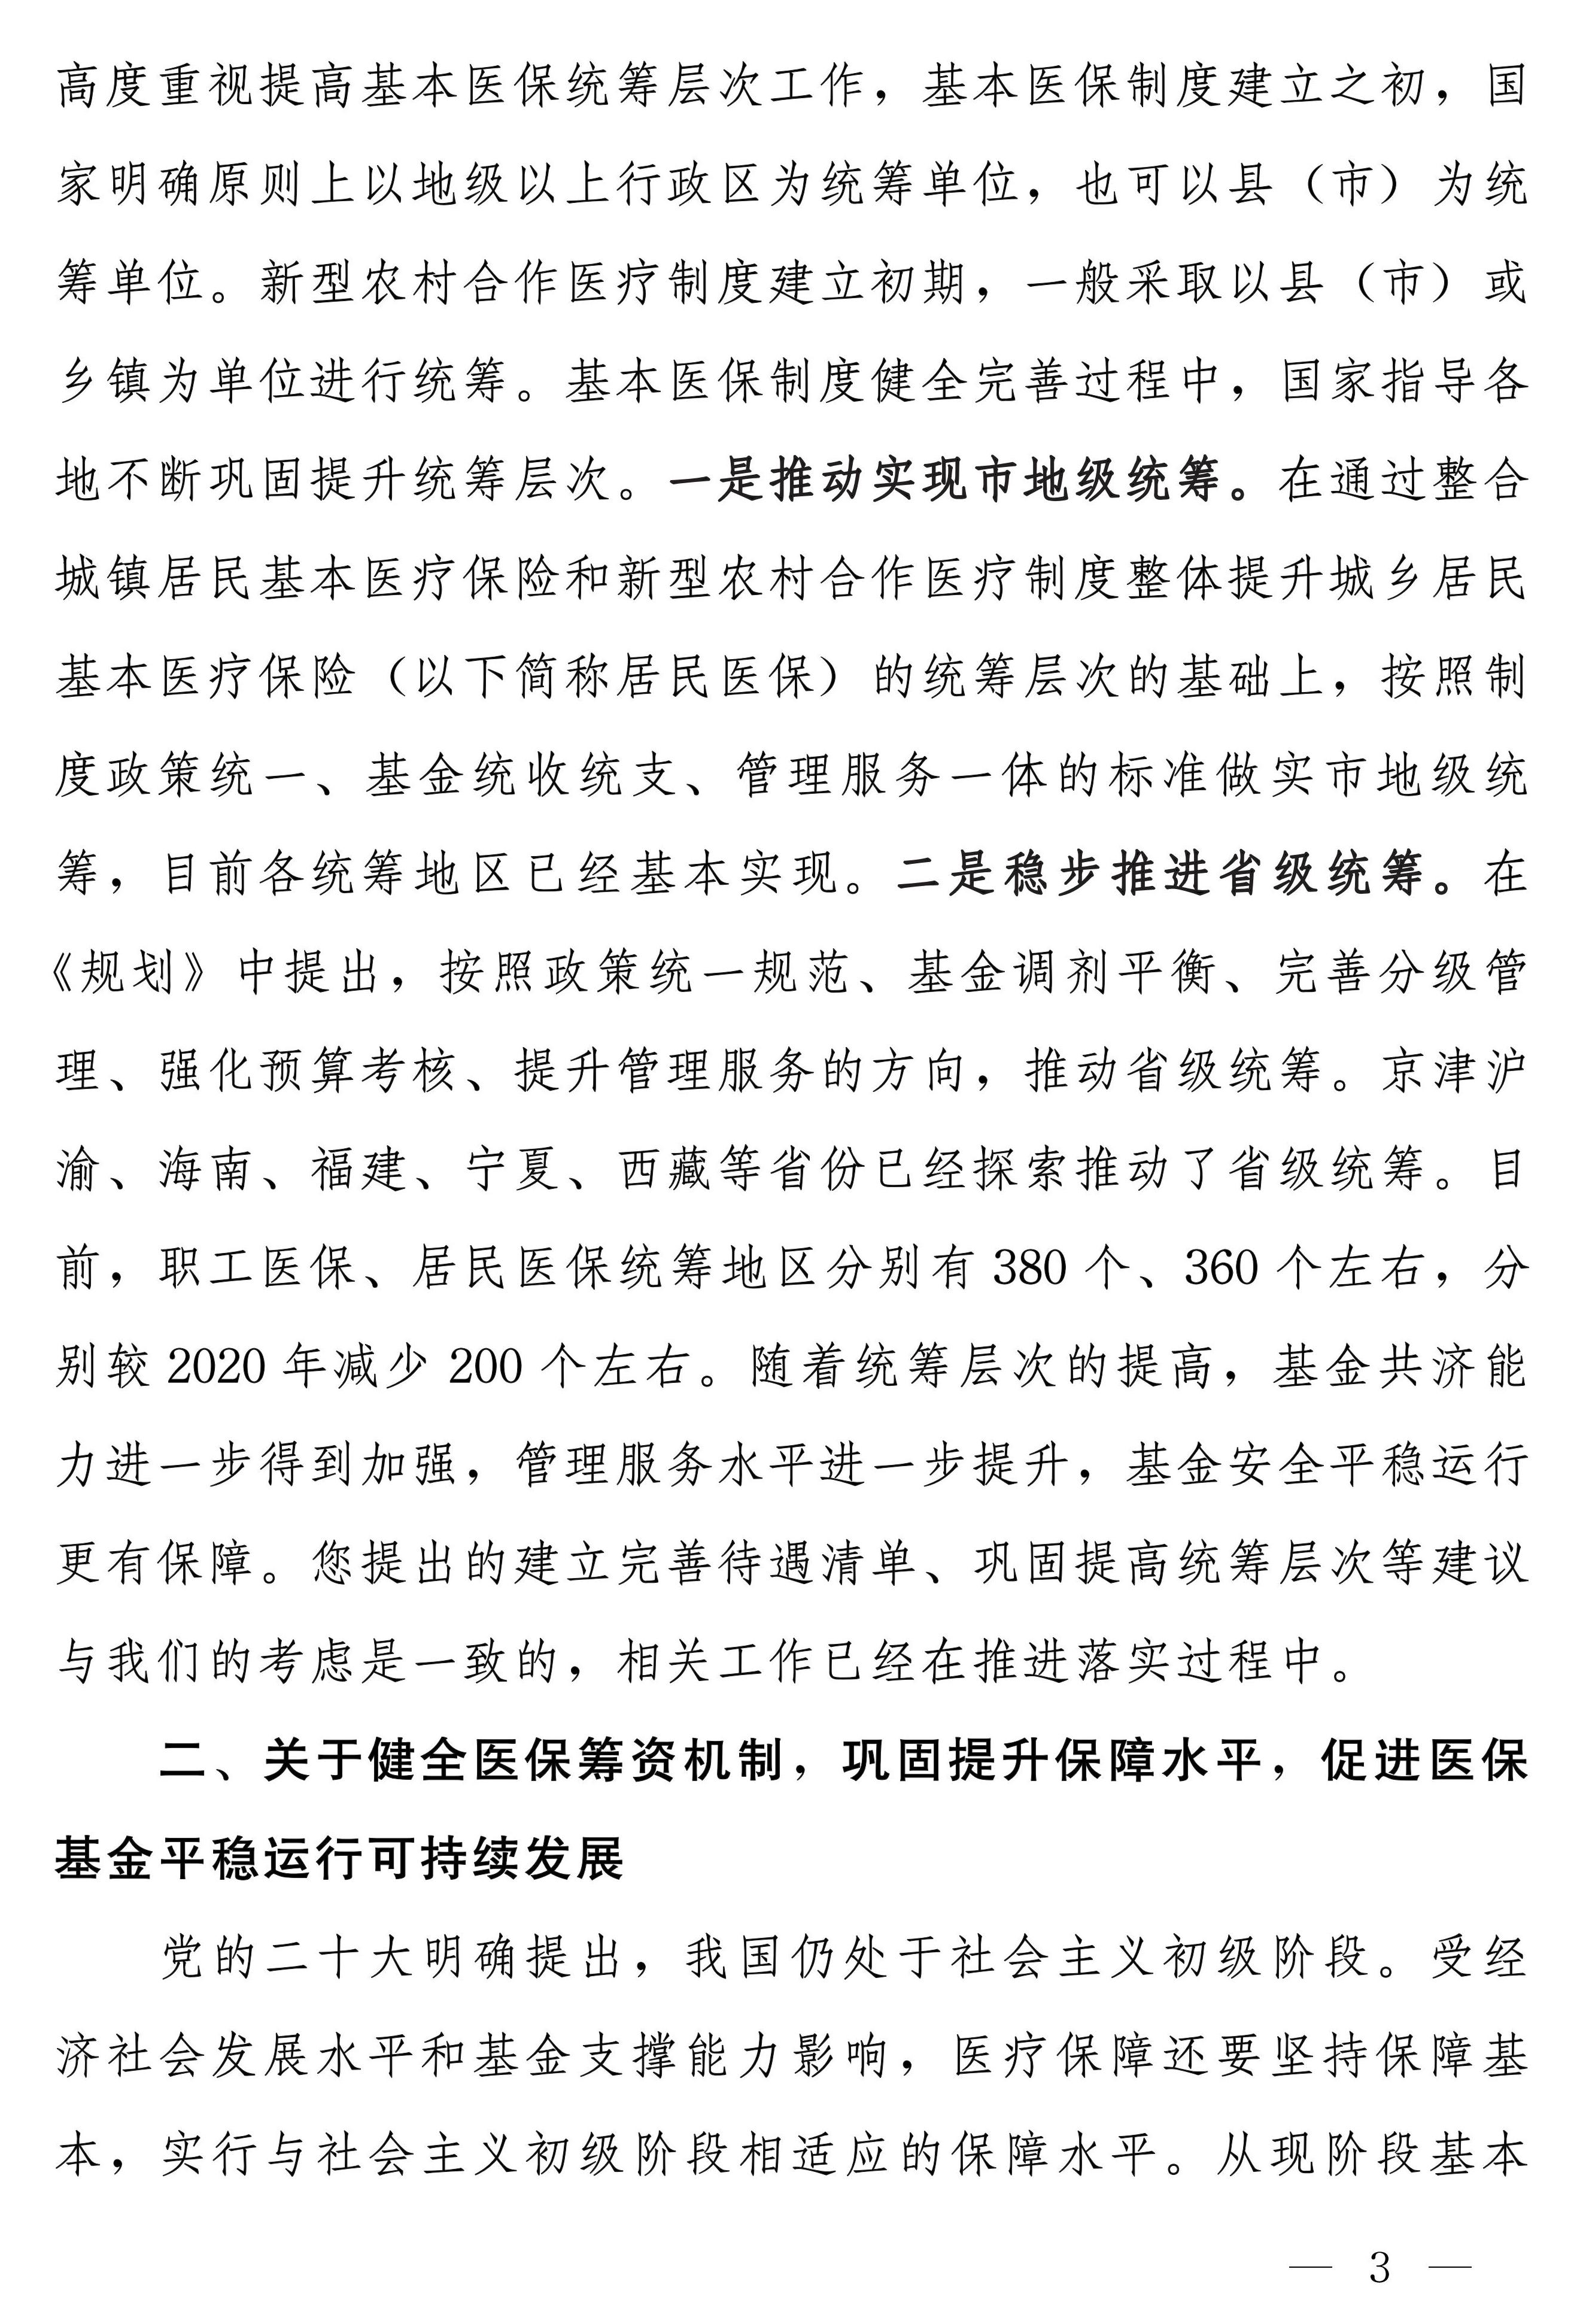 高度重视提高基本医保统筹层次工作，基本医保制度建立之初，国
家明确原则上以地级以上行政区为统筹单位，也可以县（市）为统
筹单位。新型农村合作医疗制度建立初期，一般采取以县（市）或
乡镇为单位进行统筹。基本医保制度健全完善过程中，国家指导各
地不断巩固提升统筹层次。一是推动实现市地级统筹。在通过整合
城镇居民基本医疗保险和新型农村合作医疗制度整体提升城乡居民
基本医疗保险（以下简称居民医保）的统筹层次的基础上，按照制
度政策统一、基金统收统支、管理服务一体的标准做实市地级统
筹，目前各统筹地区已经基本实现。二是稳步推进省级统筹。在
《规划》中提出，按照政策统一规范、基金调剂平衡、完善分级管
理、强化预算考核、提升管理服务的方向，推动省级统筹。京津沪
渝、海南、福建、宁夏、西藏等省份已经探索推动了省级统筹。目
前，职工医保、居民医保统筹地区分别有 380 个、360 个左右，分
别较 2020 年减少 200 个左右。随着统筹层次的提高，基金共济能
力进一步得到加强，管理服务水平进一步提升，基金安全平稳运行
更有保障。您提出的建立完善待遇清单、巩固提高统筹层次等建议
与我们的考虑是一致的，相关工作已经在推进落实过程中。
二、关于健全医保筹资机制，巩固提升保障水平，促进医保
基金平稳运行可持续发展
党的二十大明确提出，我国仍处于社会主义初级阶段。受经
济社会发展水平和基金支撑能力影响，医疗保障还要坚持保障基
本，实行与社会主义初级阶段相适应的保障水平。从现阶段基本
— 3 —